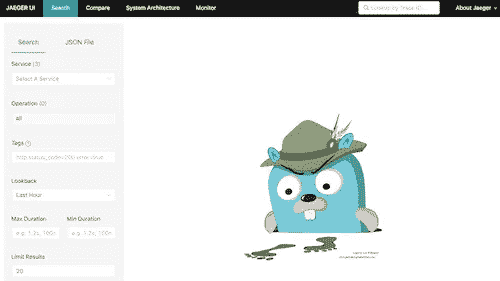 JAEGER UI Search Compare System Architecture Monitor Lookup by Trace ID... About Jaeger
Search JSON File
Service (3)
Select A Service
Operation (0)
all
Tags
http.status_code=200 error=true
Lookback
Last Hour
Max Duration Min Duration
e.g. 1.2s, 100ms e.g. 1.2s, 100ms
Limit Results
20